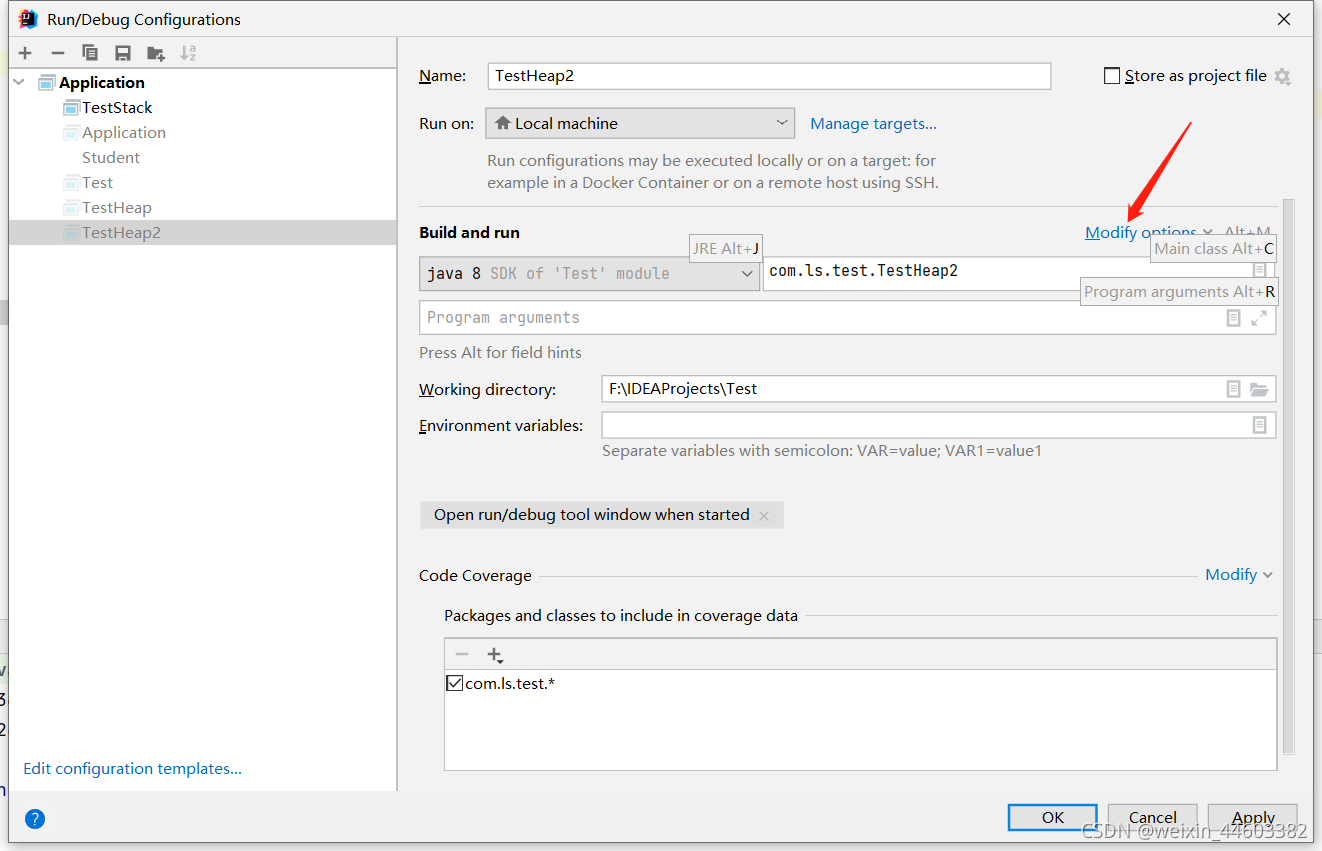 Run/Debug Configurations
Application
TestStack
Application
Student
Test
TestHeap
TestHeap2
Edit configuration templates...
Name: TestHeap2
Store as project file
Run on: Local machine
Manage targets...
Run configurations may be executed locally or on a target: for
example in a Docker Container or on a remote host using SSH.
Build and run
Modify options Alt+M
JRE Alt+J
Main class Alt+C
java 8 SDK of 'Test' module
com.ls.test.TestHeap2
Program arguments Alt+R
Program arguments
Press Alt for field hints
Working directory: F:\IDEAProjects\Test
Environment variables:
Separate variables with semicolon: VAR=value; VAR1=value1
Open run/debug tool window when started
Code Coverage
Modify
Packages and classes to include in coverage data
com.ls.test.*
?
OK
Cancel
Apply
CSDN @weixin_44603382